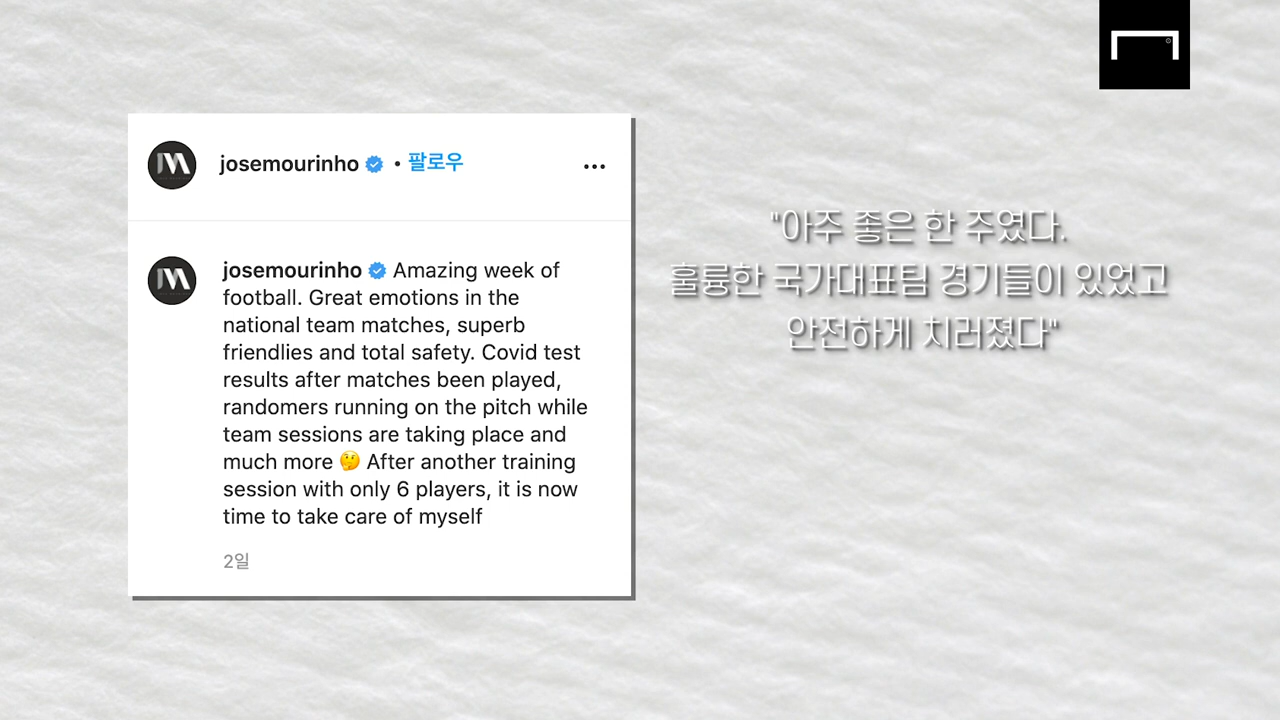 josemourinho • 팔로우 ...
josemourinho Amazing week of
football. Great emotions in the
national team matches, superb
friendlies and total safety. Covid test
results after matches been played,
randomers running on the pitch while
team sessions are taking place and
much more 🤔 After another training
session with only 6 players, it is now
time to take care of myself
2일
"아주 좋은 한 주였다.
훌륭한 국가대표팀 경기들이 있었고
안전하게 치러졌다"